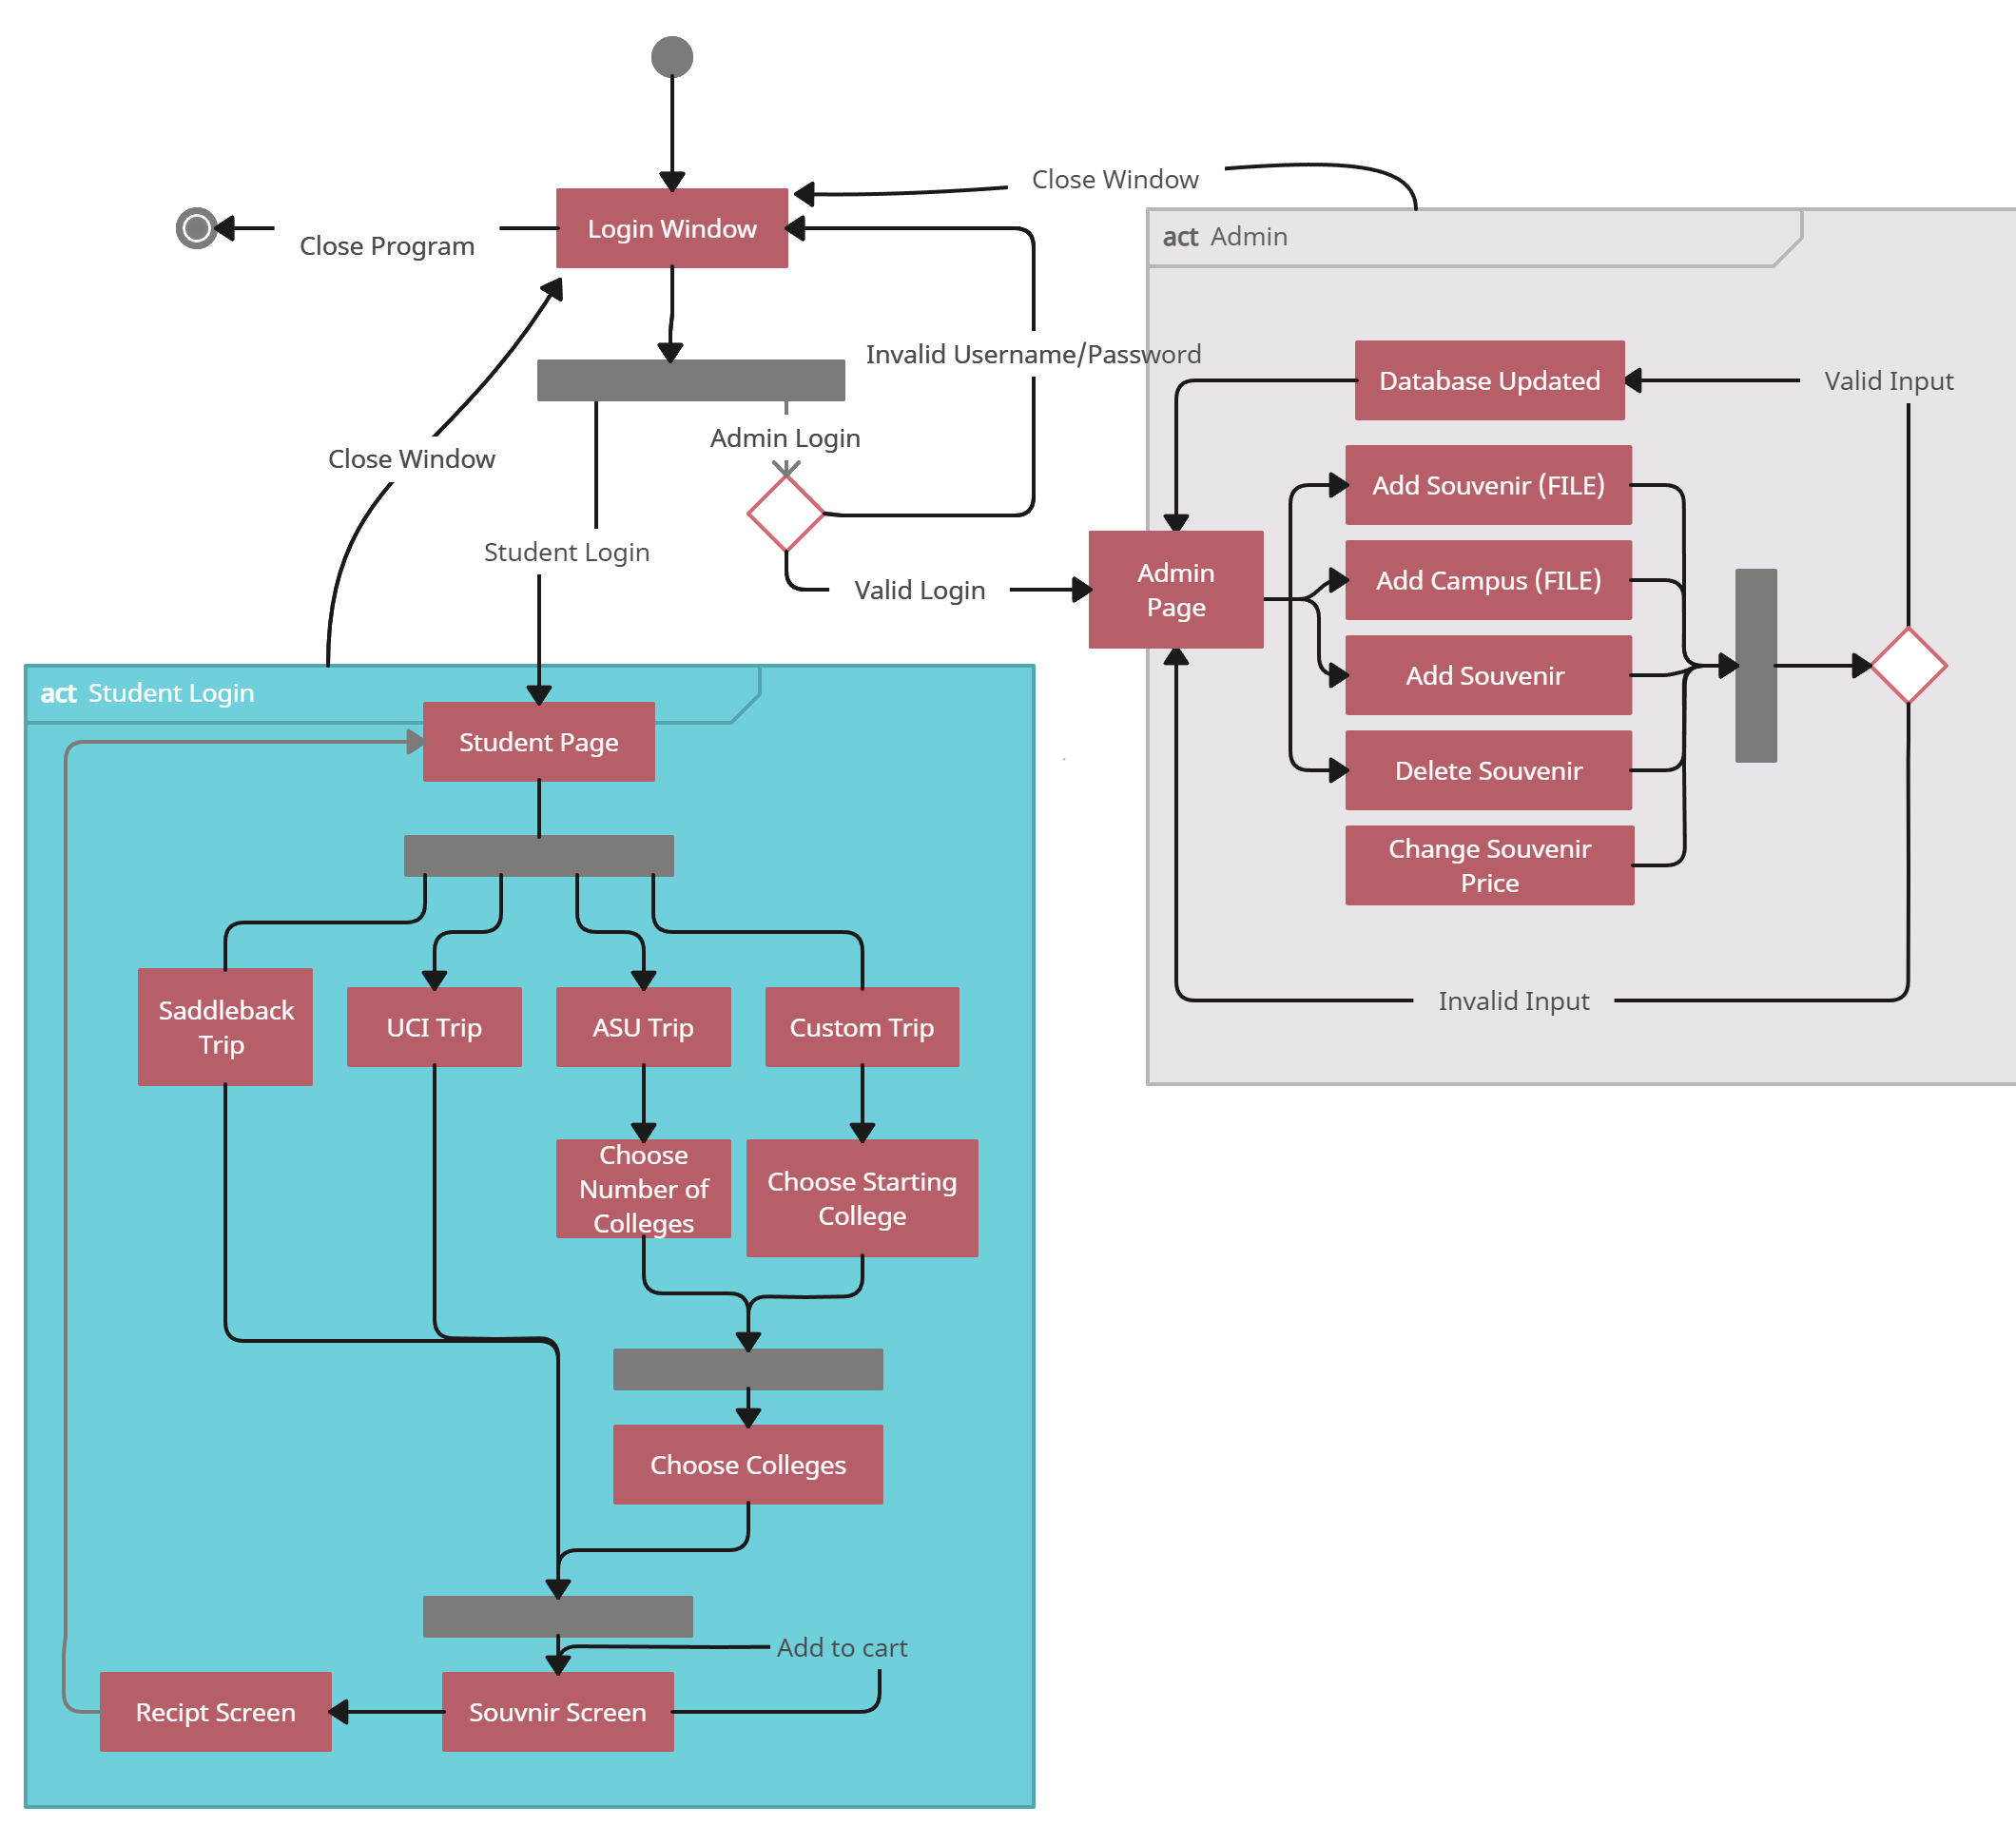 Close Window
Login Window
Close Program
act Admin
Invalid Username/Password
Database Updated
Valid Input
Admin Login
Close Window
Add Souvenir (FILE)
Student Login
Valid Login
Admin
Page
Add Campus (FILE)
Add Souvenir
act Student Login
Student Page
Delete Souvenir
Change Souvenir
Price
Invalid Input
Saddleback
Trip
UCI Trip
ASU Trip
Custom Trip
Choose
Number of
Colleges
Choose Starting
College
Choose Colleges
Add to cart
Recipt Screen
Souvnir Screen